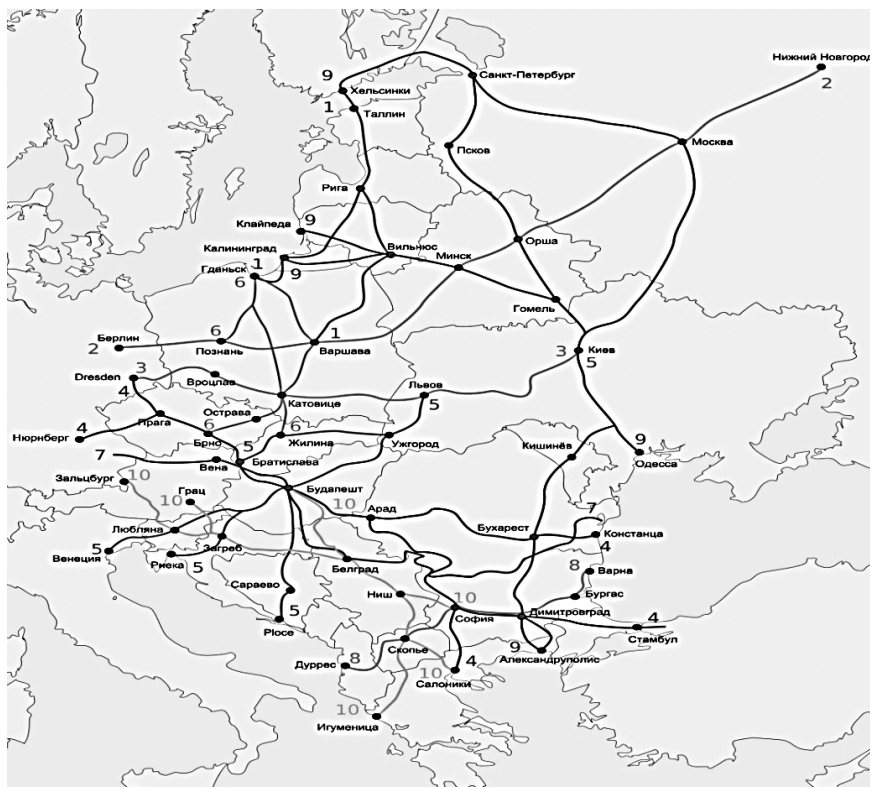 Нижний Новгород
2
9
Санкт-Петербург
Хельсинки
1
Таллин
Москва
Псков
Рига
Клайпеда
9
Калининград
Вильнюс
Орша
Минск
1
Гданьск
6
9
Гомель
Берлин
6
1
2
Познань
Варшава
3
Киев
5
3
Dresden
Вроцлав
4
Львов
5
Катовице
Острава
Прага
4
6
6
Нюрнберг
Брно
Жилина
Ужгород
5
Кишинёв
9
Одесса
7
Вена
Братислава
10
Зальцбург
Грац
Будапешт
10
10
Арад
7
Бухарест
Констанца
4
Любляна
Загреб
5
Венеция
Риека
5
Белград
8
Варна
Сараево
Ниш
10
Бургас
5
София
Димитровград
4
Ploce
Стамбул
Скопье
9
Александруполис
Дуррес
8
4
10
Салоники
10
Игуменица